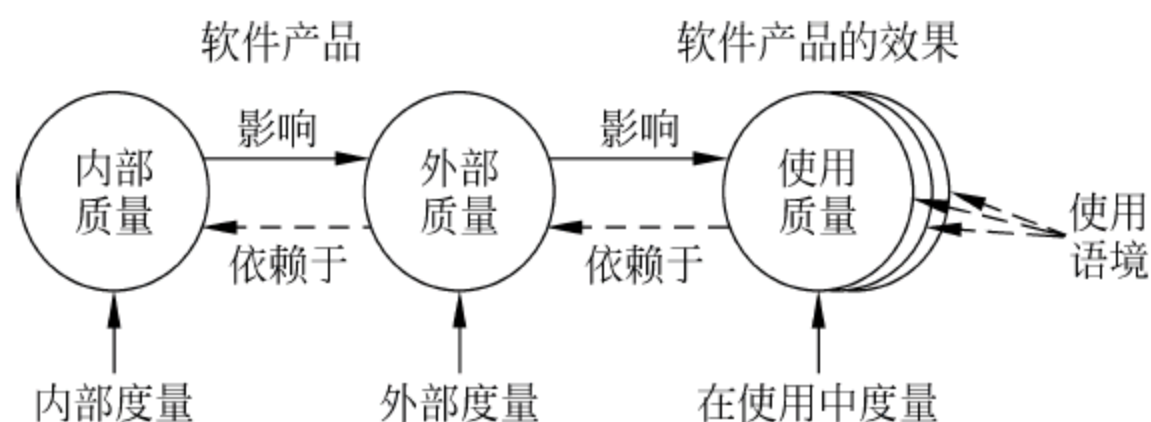 软件产品
软件产品的效果
内部
质量
影响
依赖于
外部
质量
影响
依赖于
使用
质量
使用
语境
内部度量
外部度量
在使用中度量